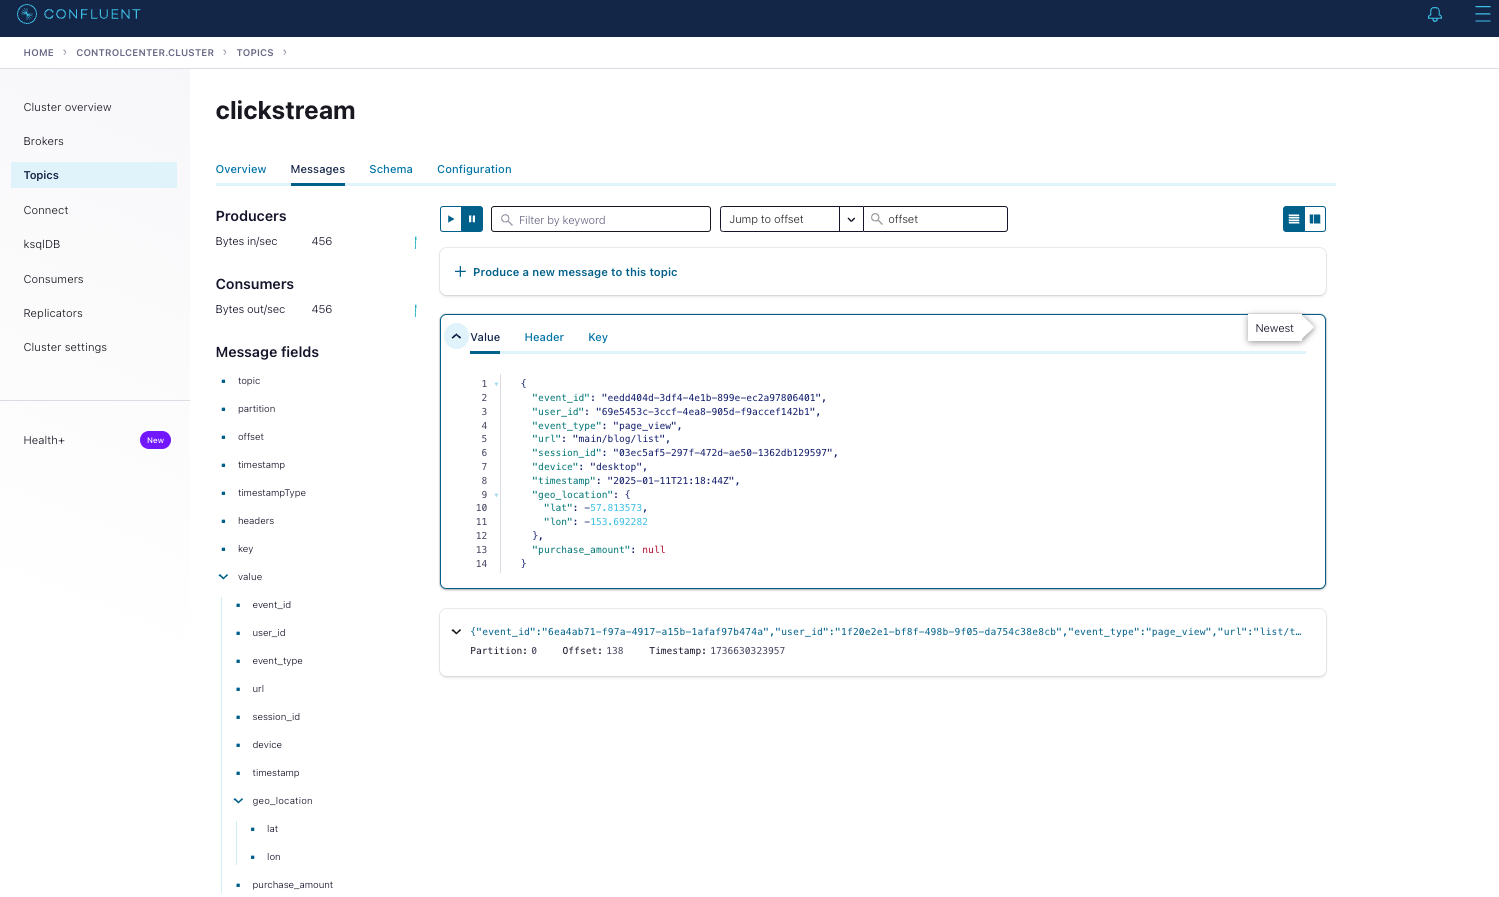 CONFLUENT
HOME > CONTROLCENTER.CLUSTER > TOPICS >
Cluster overview
Brokers
Topics
Connect
ksqlDB
Consumers
Replicators
Cluster settings
Health+ New
clickstream
Overview Messages Schema Configuration
Producers
Bytes in/sec 456
Consumers
Bytes out/sec 456
Message fields
topic
partition
offset
timestamp
timestampType
headers
key
value
event_id
user_id
event_type
url
session_id
device
timestamp
geo_location
lat
lon
purchase_amount
Filter by keyword Jump to offset offset
+ Produce a new message to this topic
Newest
Value Header Key
1 {
2 "event_id": "eedd404d-3df4-4e1b-899e-ec2a97806401",
3 "user_id": "69e5453c-3ccf-4ea8-905d-f9accef142b1",
4 "event_type": "page_view",
5 "url": "main/blog/list",
6 "session_id": "03ec5af5-297f-472d-ae50-1362db129597",
7 "device": "desktop",
8 "timestamp": "2025-01-11T21:18:44Z",
9 "geo_location": {
10 "lat": -57.813573,
11 "lon": -153.692282
12 },
13 "purchase_amount": null
14 }
{"event_id":"6ea4ab71-f97a-4917-a15b-1afaf97b474a","user_id":"1f20e2e1-bf8f-498b-9f05-da754c38e8cb","event_type":"page_view","url":"list/t…
Partition: 0 Offset: 138 Timestamp: 1736630323957